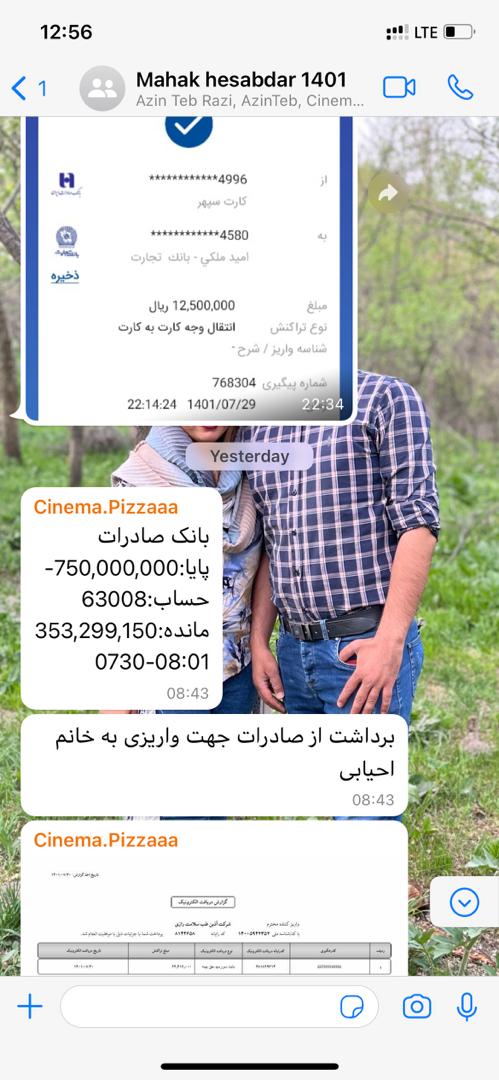 12:56
LTE
1
Mahak hesabdar 1401
Azin Teb Razi, AzinTeb, Cinem...
از
************4996
کارت سپهر
به
************4580
امید ملکي - بانک تجارت
ذخیره
مبلغ
12,500,000 ریال
نوع تراکنش
انتقال وجه کارت به کارت
شناسه واریز / شرح -
شماره پیگیری 768304
22:14:24 1401/07/29
22:34
Yesterday
Cinema.Pizzaaa
بانک صادرات
پایا:750,000,000-
حساب:63008
مانده:353,299,150
0730-08:01
08:43
برداشت از صادرات جهت واریزی به خانم
احیابی
08:43
Cinema.Pizzaaa
گزارش دریافت الکترونیک
شرکت آذین طب سلامت رازی